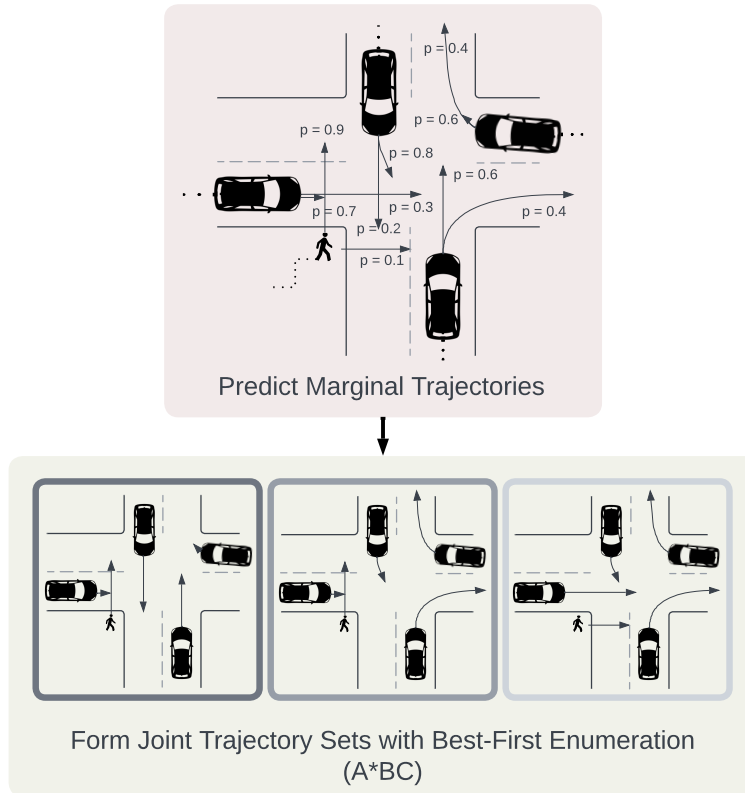 p = 0.4
p = 0.9
p = 0.6
p = 0.8
p = 0.6
p = 0.7
p = 0.3
p = 0.4
p = 0.2
p = 0.1
Predict Marginal Trajectories
Form Joint Trajectory Sets with Best-First Enumeration
(A*BC)